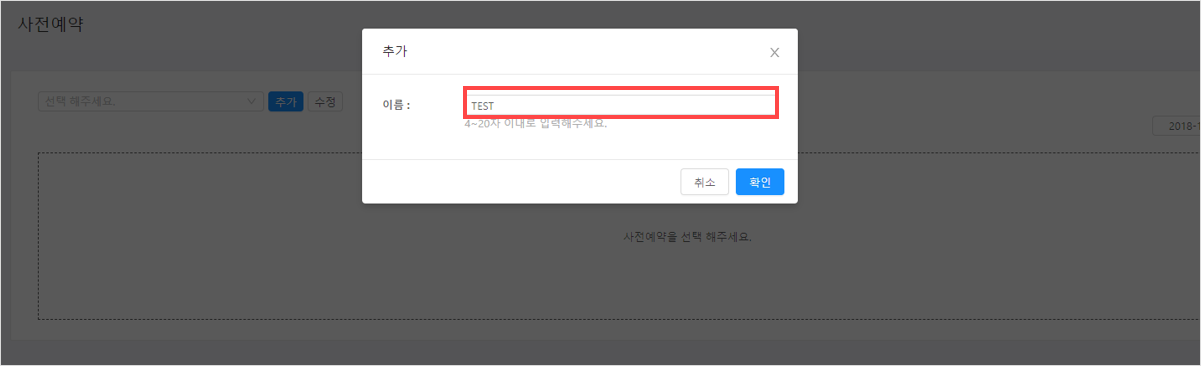 사전예약
추가
X
선택 해주세요.
추가
수정
이름 :
TEST
4~20자 이내로 입력해주세요.
2018-1
취소
확인
사전예약을 선택 해주세요.